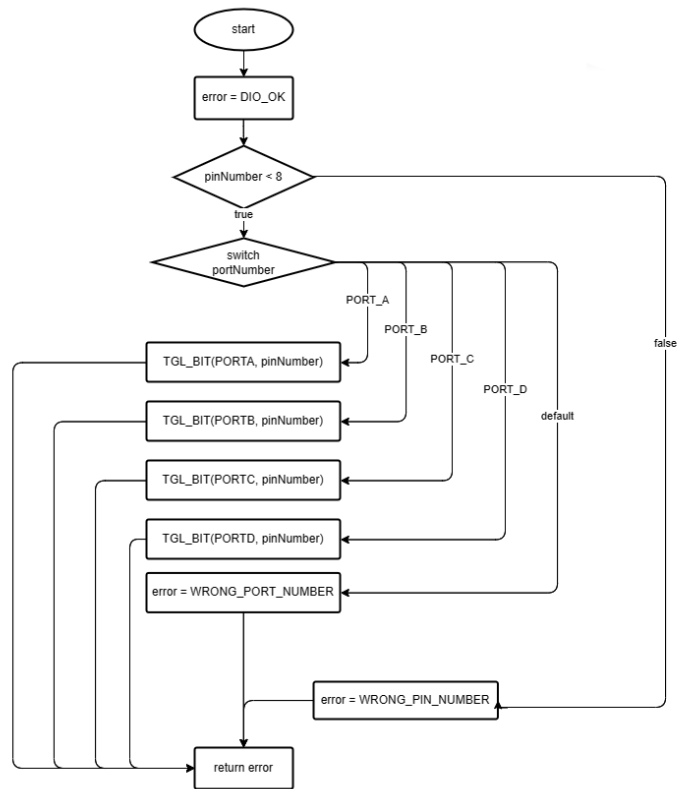 start
error = DIO_OK
pinNumber < 8
true
switch
portNumber
PORT_A
PORT_B
PORT_C
PORT_D
default
false
TGL_BIT(PORTA, pinNumber)
TGL_BIT(PORTB, pinNumber)
TGL_BIT(PORTC, pinNumber)
TGL_BIT(PORTD, pinNumber)
error = WRONG_PORT_NUMBER
error = WRONG_PIN_NUMBER
return error